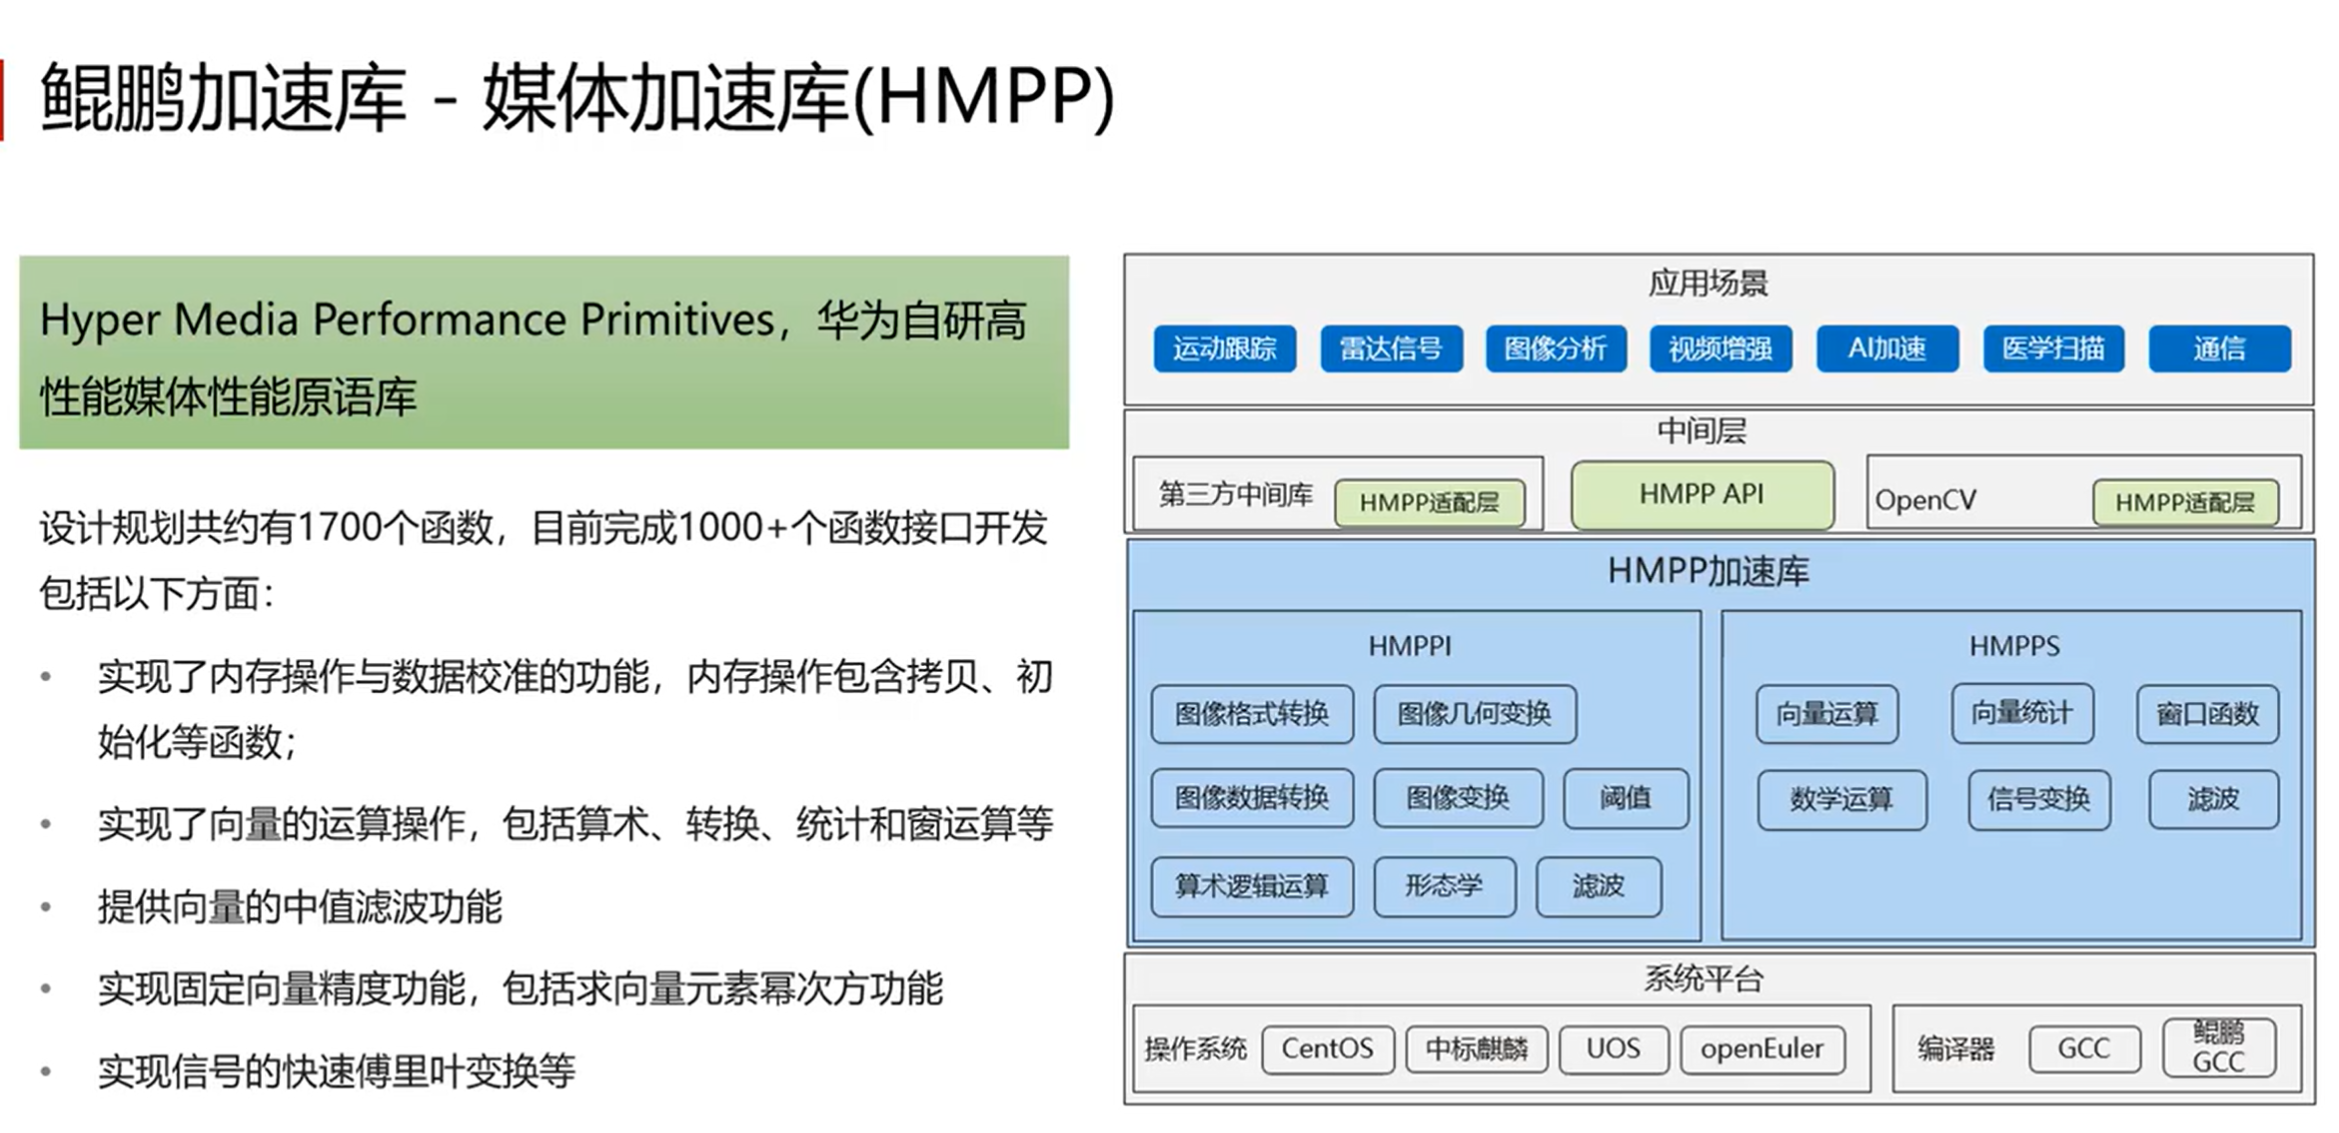 鲲鹏加速库 - 媒体加速库(HMPP)
Hyper Media Performance Primitives，华为自研高
性能媒体性能原语库
设计规划共约有1700个函数，目前完成1000+个函数接口开发
包括以下方面：
• 实现了内存操作与数据校准的功能，内存操作包含拷贝、初
始化等函数；
• 实现了向量的运算操作，包括算术、转换、统计和窗运算等
• 提供向量的中值滤波功能
• 实现固定向量精度功能，包括求向量元素幂次方功能
• 实现信号的快速傅里叶变换等
应用场景
运动跟踪 雷达信号 图像分析 视频增强 AI加速 医学扫描 通信
中间层
第三方中间库 HMPP适配层 HMPP API OpenCV HMPP适配层
HMPP加速库
HMPPI
图像格式转换 图像几何变换
图像数据转换 图像变换 阈值
算术逻辑运算 形态学 滤波
HMPPS
向量运算 向量统计 窗口函数
数学运算 信号变换 滤波
系统平台
操作系统 CentOS 中标麒麟 UOS openEuler
编译器 GCC 鲲鹏
GCC